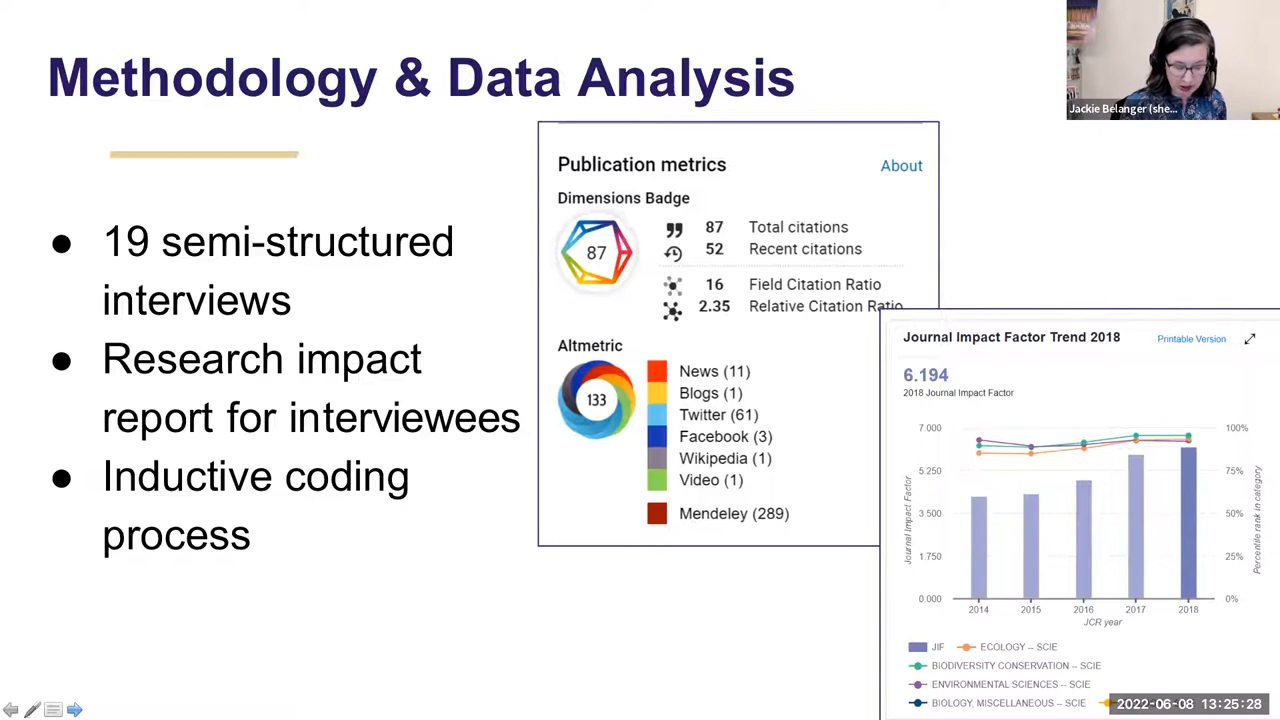 Methodology & Data Analysis
Jackie Belanger (she...
● 19 semi-structured
interviews
● Research impact
report for interviewees
● Inductive coding
process
Publication metrics
About
Dimensions Badge
87
87 Total citations
52 Recent citations
16 Field Citation Ratio
2.35 Relative Citation Ratio
Altmetric
133
News (11)
Blogs (1)
Twitter (61)
Facebook (3)
Wikipedia (1)
Video (1)
Mendeley (289)
Journal Impact Factor Trend 2018
Printable Version
6.194
2018 Journal Impact Factor
7.000
5.250
3.500
1.750
0.000
Journal Impact Factor
100%
75%
50%
25%
0%
Percentile rank in category
2014 2015 2016 2017 2018
JCR year
JIF ECOLOGY -- SCIE
BIODIVERSITY CONSERVATION -- SCIE
ENVIRONMENTAL SCIENCES -- SCIE
BIOLOGY, MISCELLANEOUS -- SCIE
2022-06-08 13:25:28